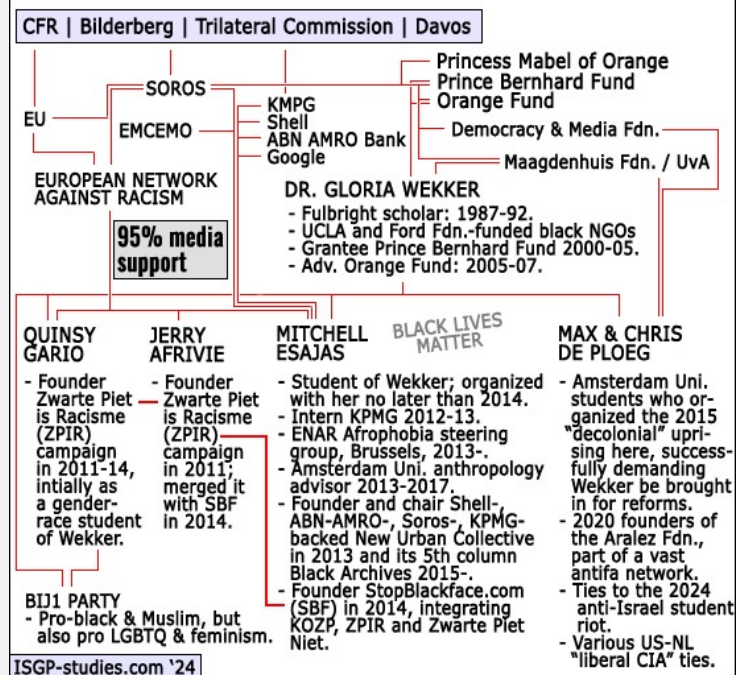 CFR | Bilderberg | Trilateral Commission | Davos
Princess Mabel of Orange
Prince Bernhard Fund
Orange Fund
SOROS
KMPG
Shell
ABN AMRO Bank
Google
EU
EMCEMO
Democracy & Media Fdn.
Maagdenhuis Fdn. / UvA
EUROPEAN NETWORK
AGAINST RACISM
95% media
support
DR. GLORIA WEKKER
- Fulbright scholar: 1987-92.
- UCLA and Ford Fdn.-funded black NGOs
- Grantee Prince Bernhard Fund 2000-05.
- Adv. Orange Fund: 2005-07.
BLACK LIVES
MATTER
QUINSY
GARIO
- Founder
Zwarte Piet
is Racisme
(ZPIR)
campaign
in 2011-14,
intially as
a gender-
race student
of Wekker.
JERRY
AFRIVIE
- Founder
Zwarte Piet
is Racisme
(ZPIR)
campaign
in 2011;
merged it
with SBF
in 2014.
MITCHELL
ESAJAS
- Student of Wekker; organized
with her no later than 2014.
- Intern KPMG 2012-13.
- ENAR Afrophobia steering
group, Brussels, 2013-.
- Amsterdam Uni. anthropology
advisor 2013-2017.
- Founder and chair Shell-,
ABN-AMRO-, Soros-, KPMG-
backed New Urban Collective
in 2013 and its 5th column
Black Archives 2015-.
- Founder StopBlackface.com
(SBF) in 2014, integrating
KOZP, ZPIR and Zwarte Piet
Niet.
MAX & CHRIS
DE PLOEG
- Amsterdam Uni.
students who or-
ganized the 2015
"decolonial" upri-
sing here, success-
fully demanding
Wekker be brought
in for reforms.
- 2020 founders of
the Aralez Fdn.,
part of a vast
antifa network.
- Ties to the 2024
anti-Israel student
riot.
- Various US-NL
"liberal CIA" ties.
BIJ1 PARTY
- Pro-black & Muslim, but
also pro LGBTQ & feminism.
ISGP-studies.com '24